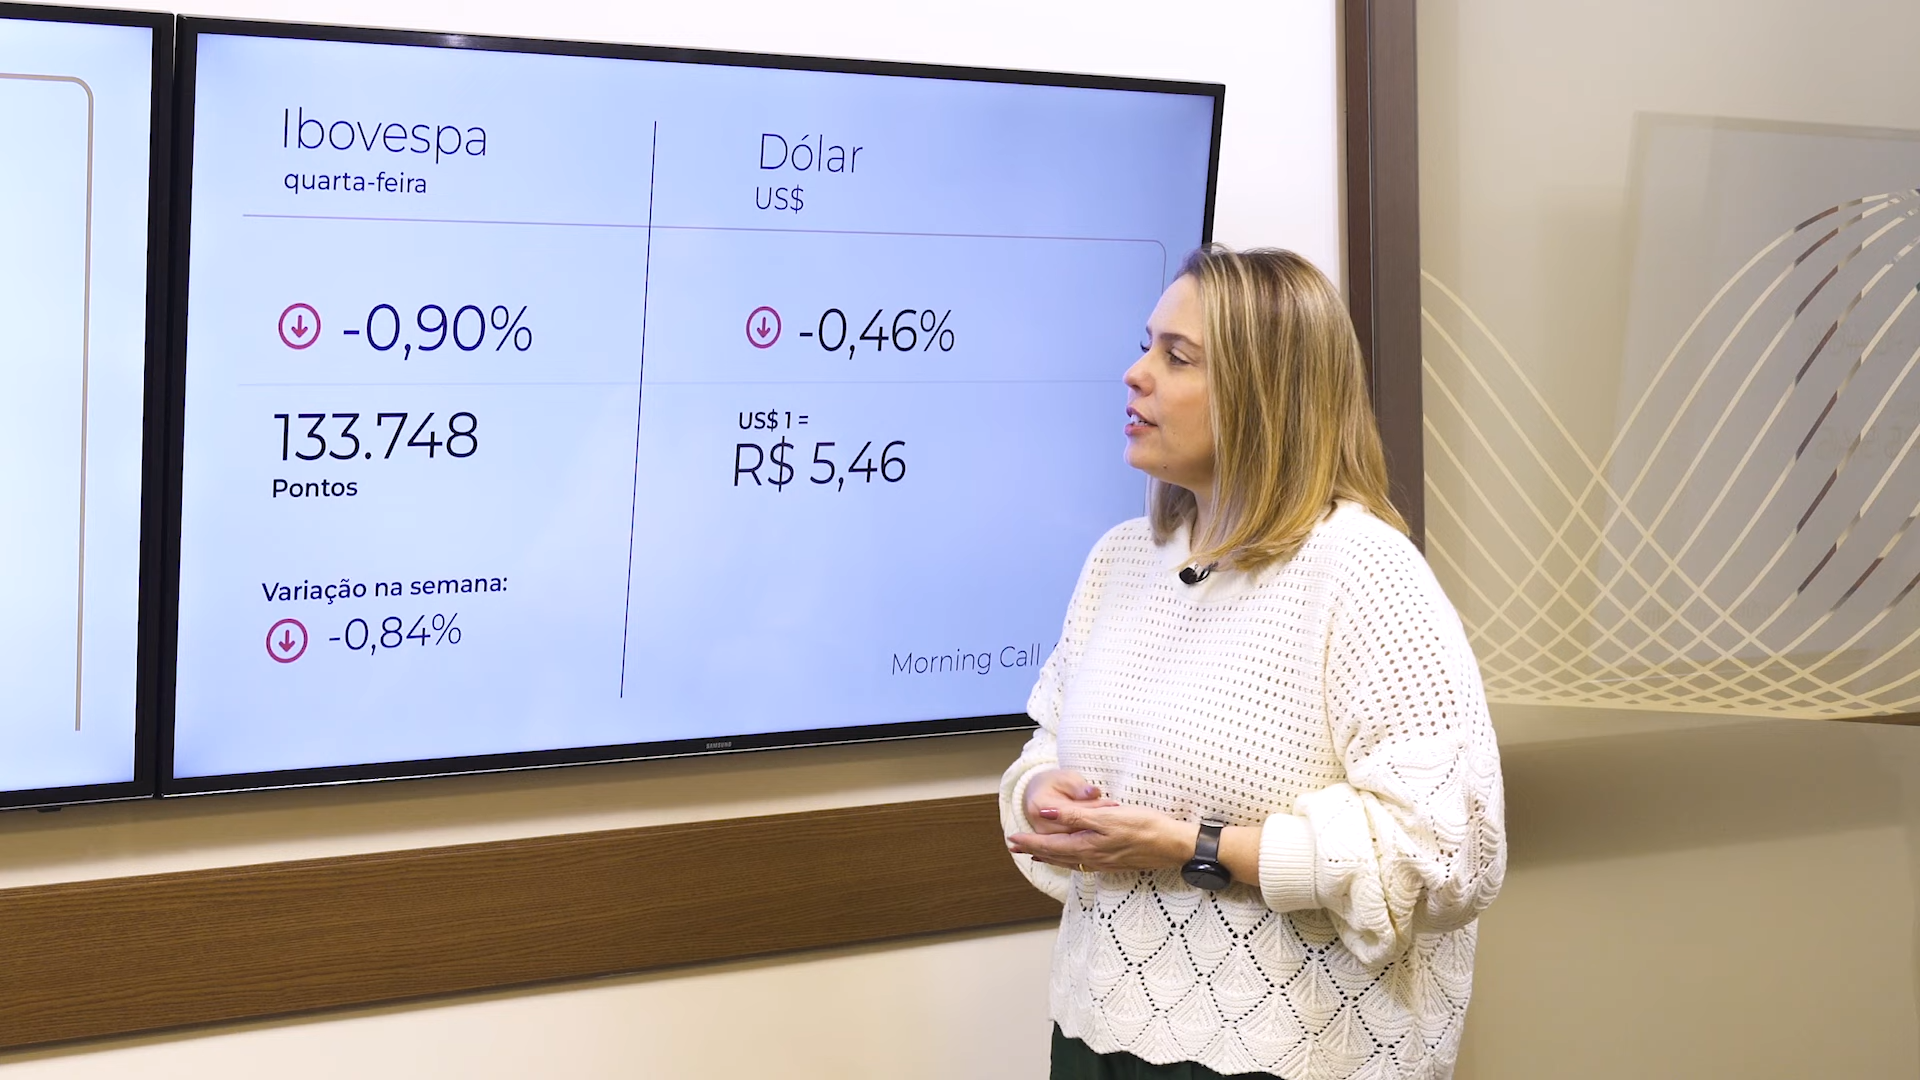 Ibovespa
quarta-feira
-0,90%
133.748
Pontos
Variação na semana:
-0,84%
Dólar
US$
-0,46%
US$ 1 =
R$ 5,46
Morning Call
SAMSUNG